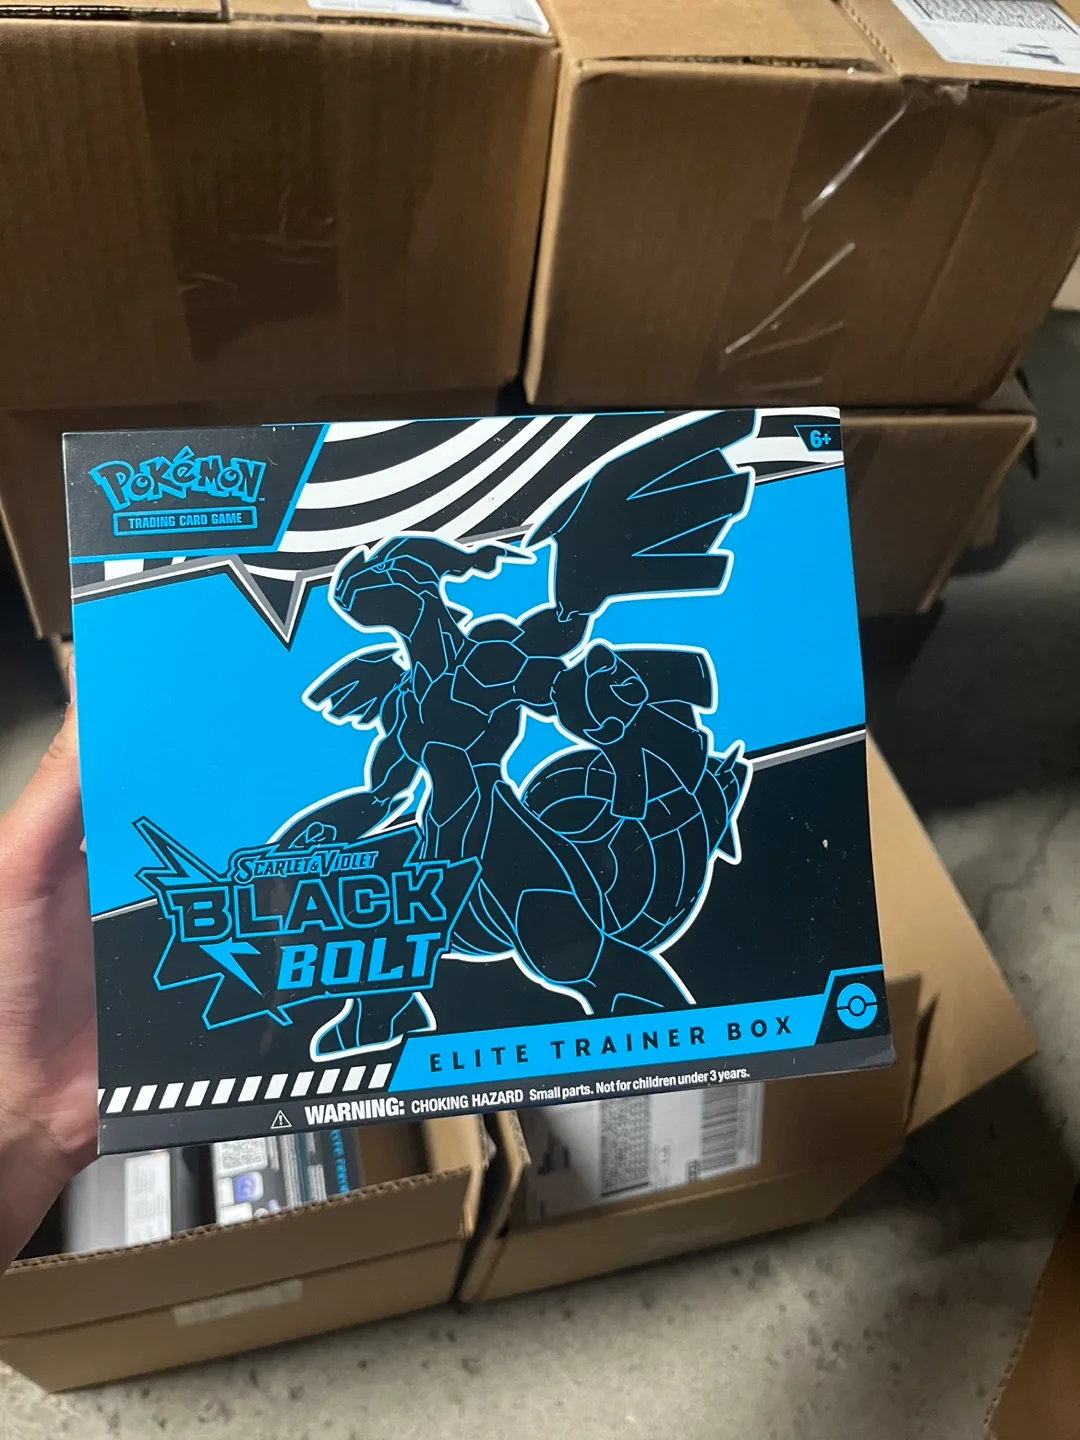 POKéMON
TRADING CARD GAME
6+
SCARLET & VIOLET
BLACK
BOLT
ELITE TRAINER BOX
WARNING: CHOKING HAZARD Small parts. Not for children under 3 years.